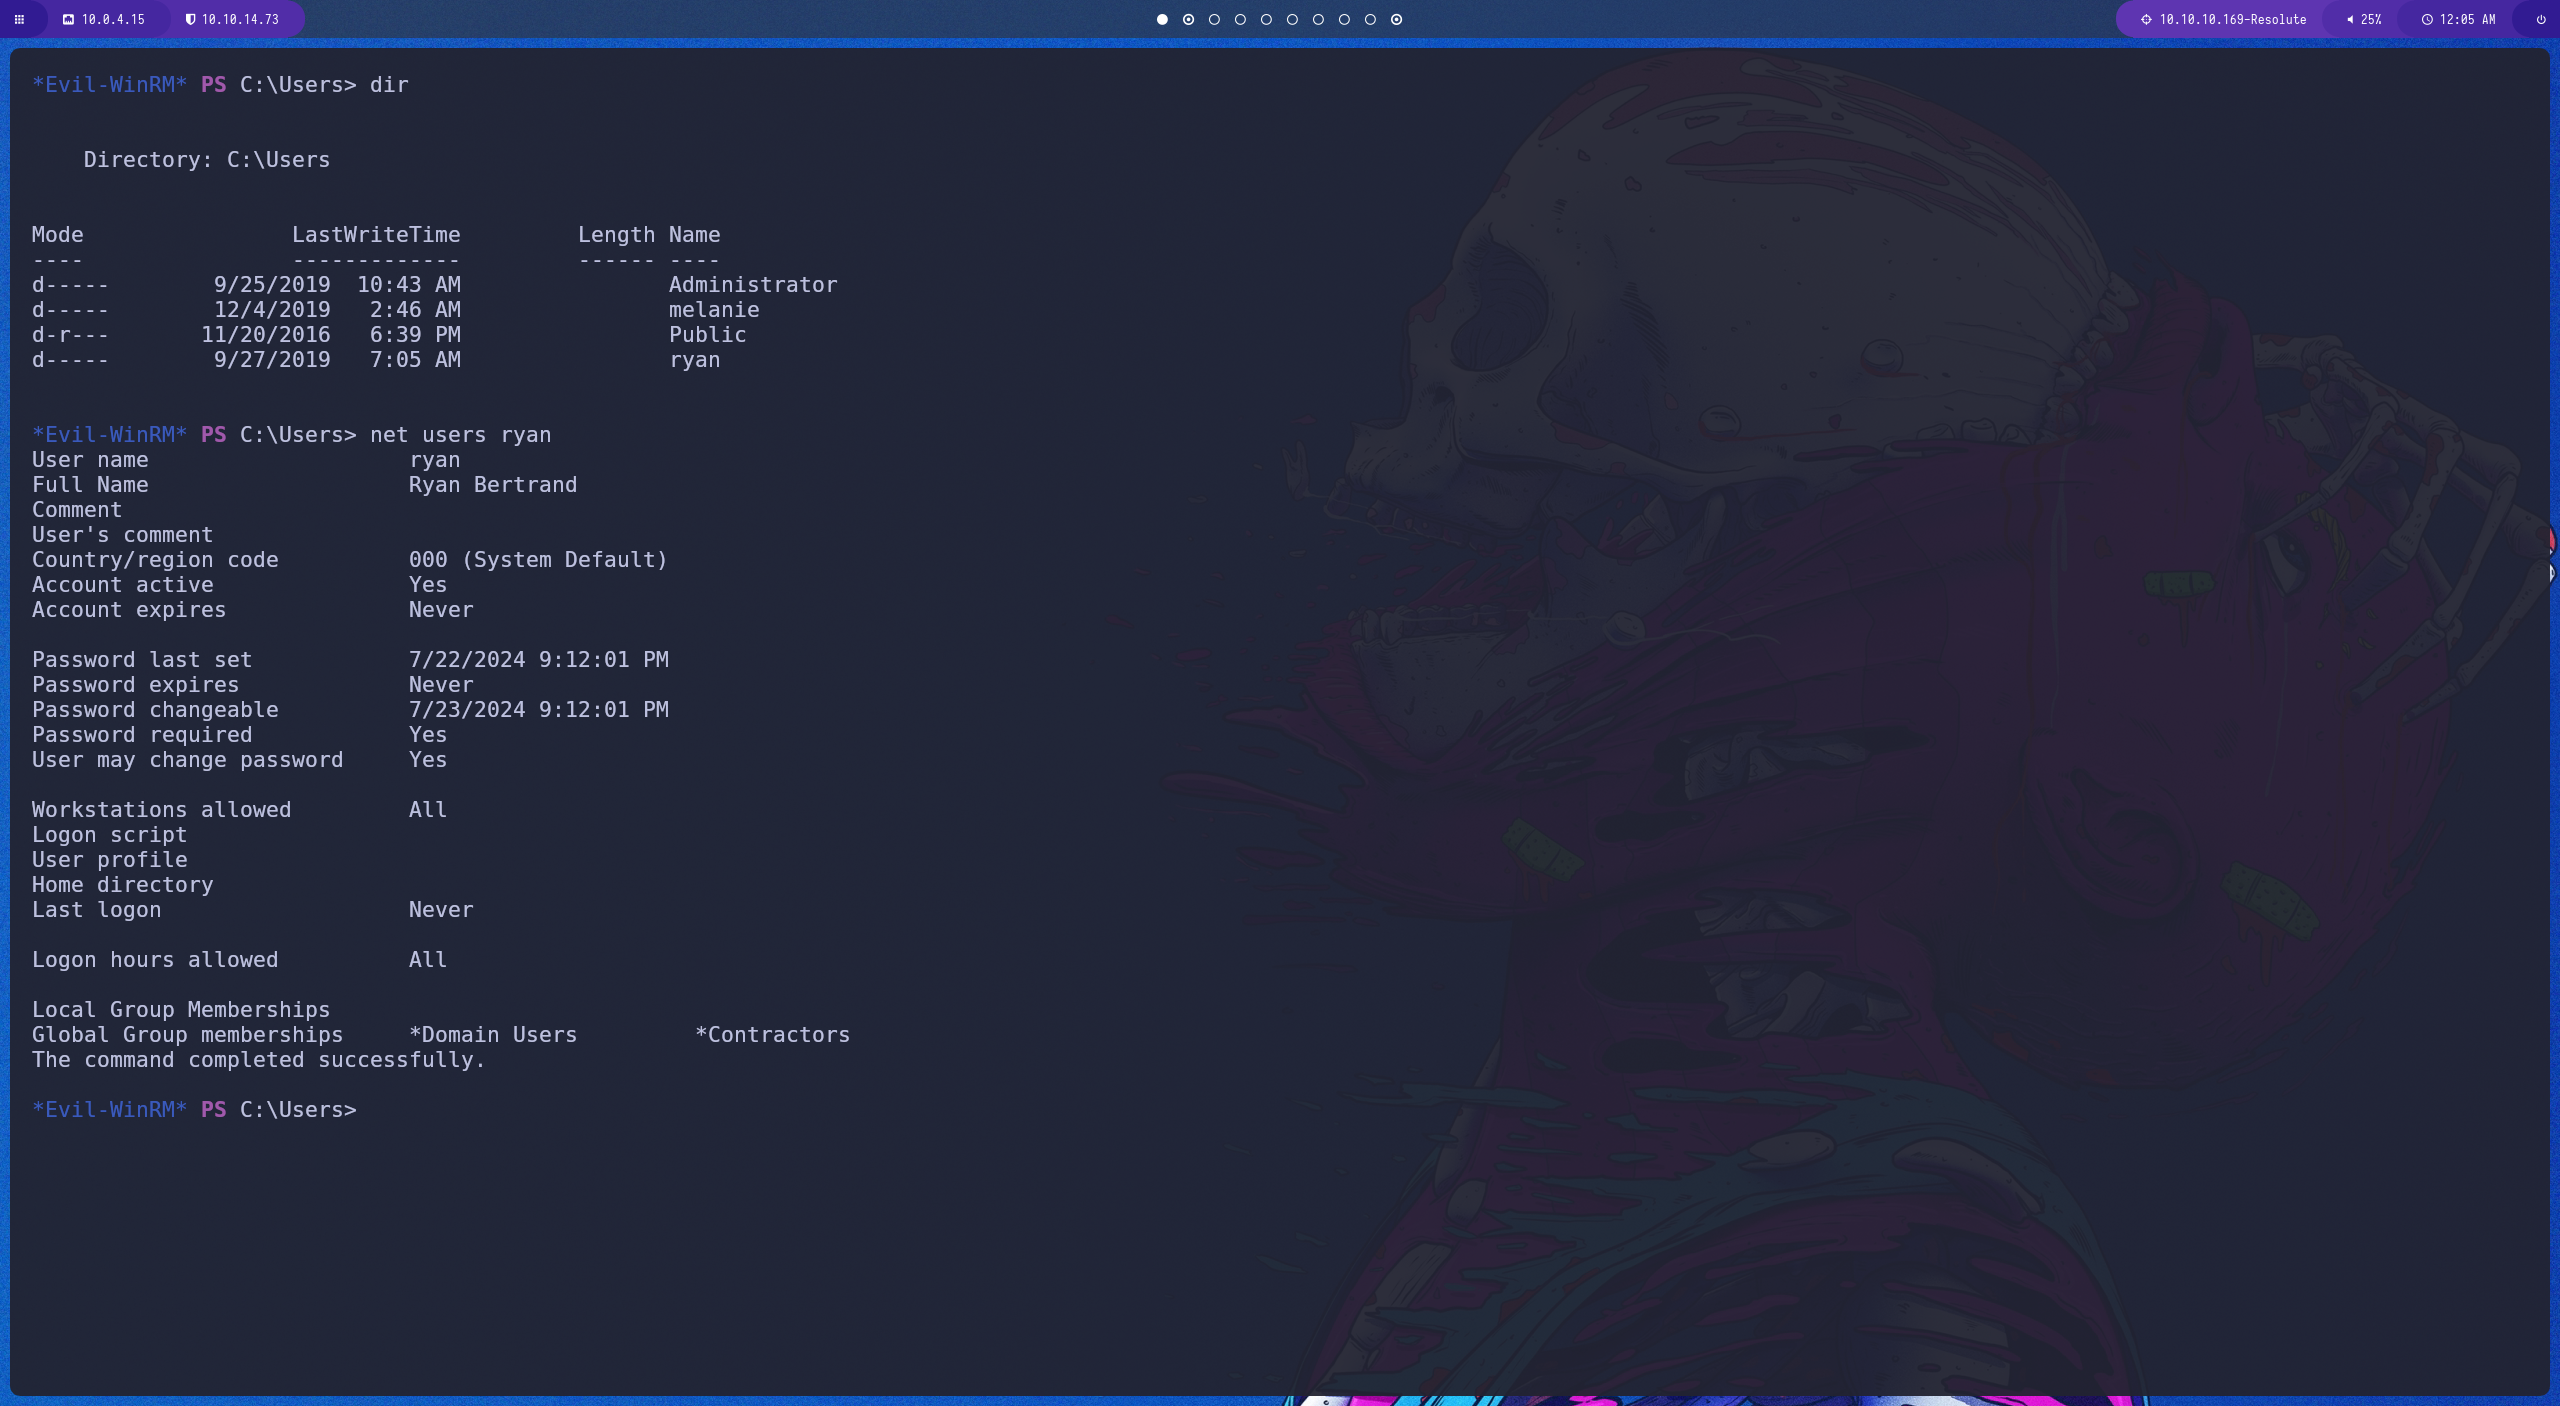 10.0.4.15 10.10.14.73 10.10.10.169-Resolute 25% 12:05 AM
*Evil-WinRM* PS C:\Users> dir
Directory: C:\Users
Mode                LastWriteTime         Length Name
----                -------------         ------ ----
d-----        9/25/2019  10:43 AM                Administrator
d-----        12/4/2019   2:46 AM                melanie
d-r---       11/20/2016   6:39 PM                Public
d-----        9/27/2019   7:05 AM                ryan
*Evil-WinRM* PS C:\Users> net users ryan
User name                    ryan
Full Name                    Ryan Bertrand
Comment
User's comment
Country/region code          000 (System Default)
Account active               Yes
Account expires              Never
Password last set            7/22/2024 9:12:01 PM
Password expires             Never
Password changeable          7/23/2024 9:12:01 PM
Password required            Yes
User may change password     Yes
Workstations allowed         All
Logon script
User profile
Home directory
Last logon                   Never
Logon hours allowed          All
Local Group Memberships
Global Group memberships     *Domain Users         *Contractors
The command completed successfully.
*Evil-WinRM* PS C:\Users>